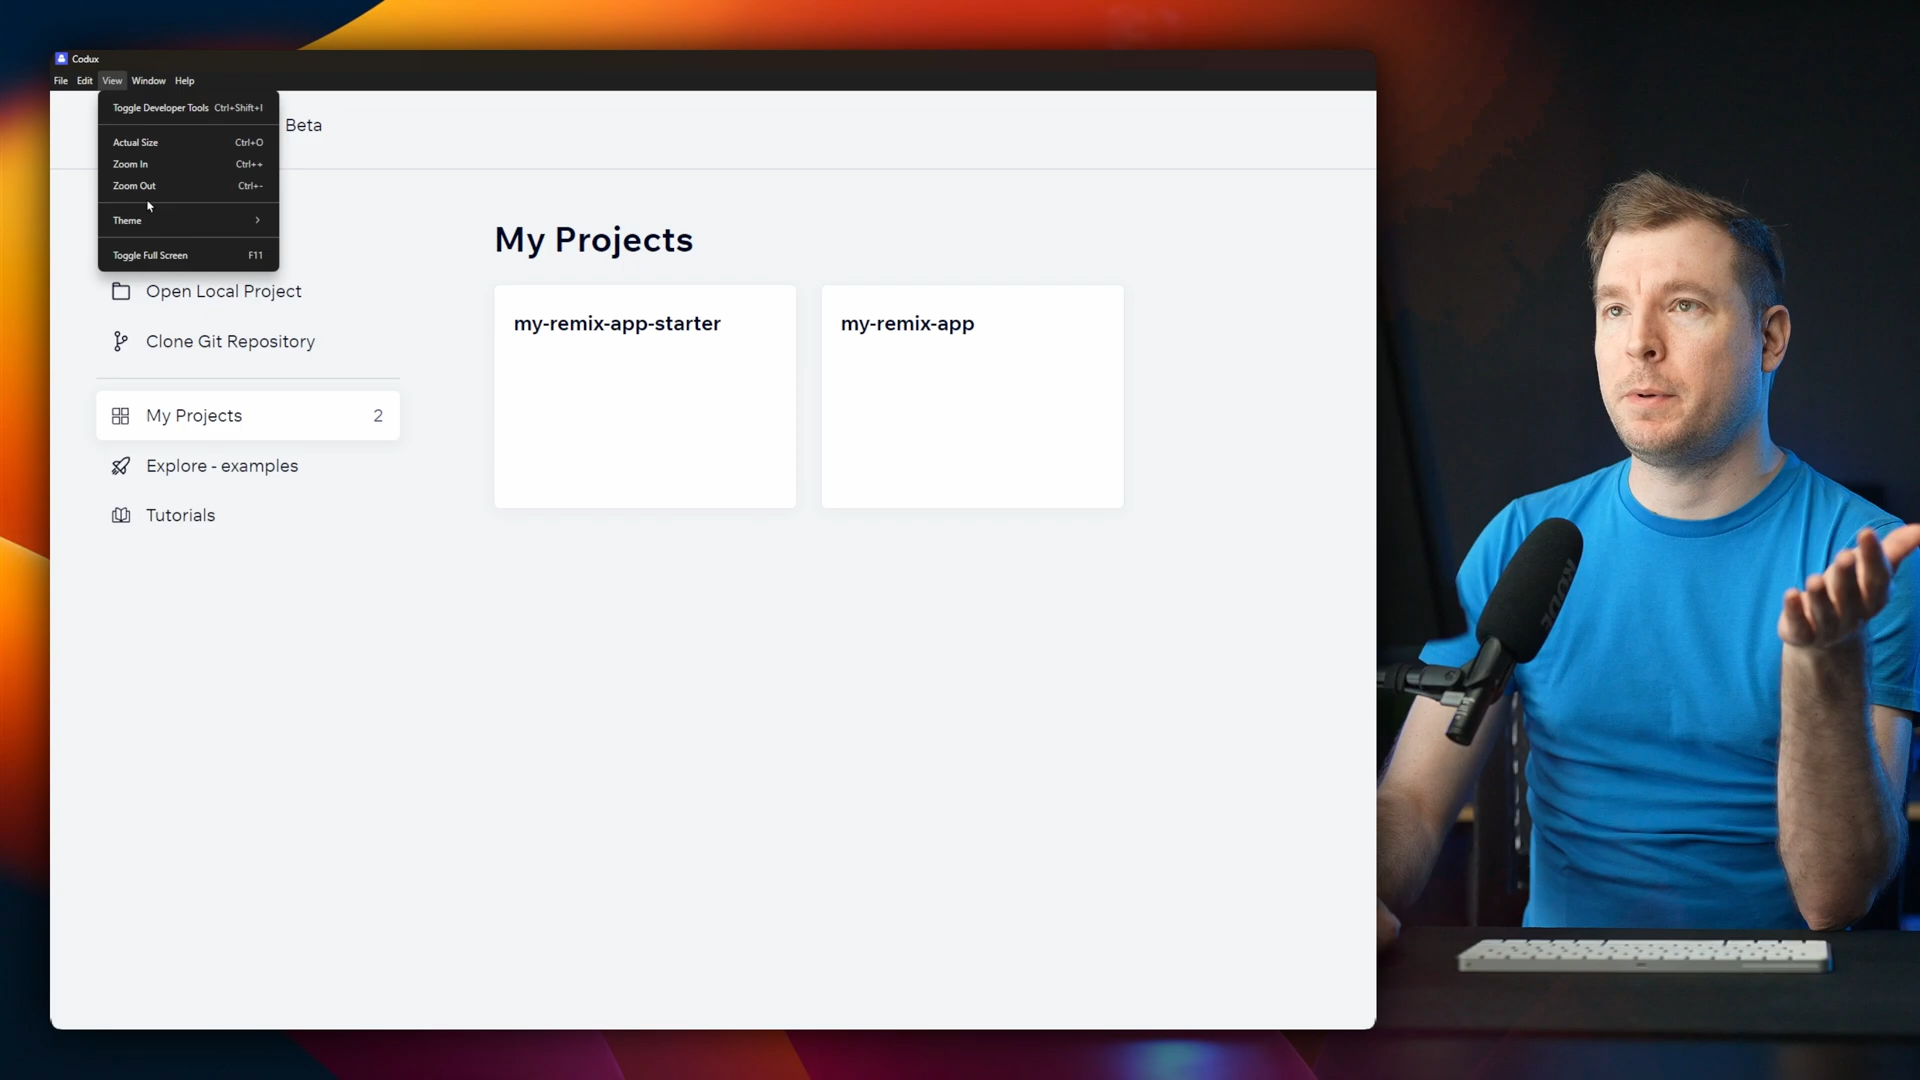 Codux
File Edit View Window Help
Toggle Developer Tools Ctrl+Shift+I
Beta
Actual Size Ctrl+O
Zoom In Ctrl++
Zoom Out Ctrl+-
Theme
Toggle Full Screen F11
Open Local Project
Clone Git Repository
My Projects 2
Explore - examples
Tutorials
My Projects
my-remix-app-starter
my-remix-app
RODE